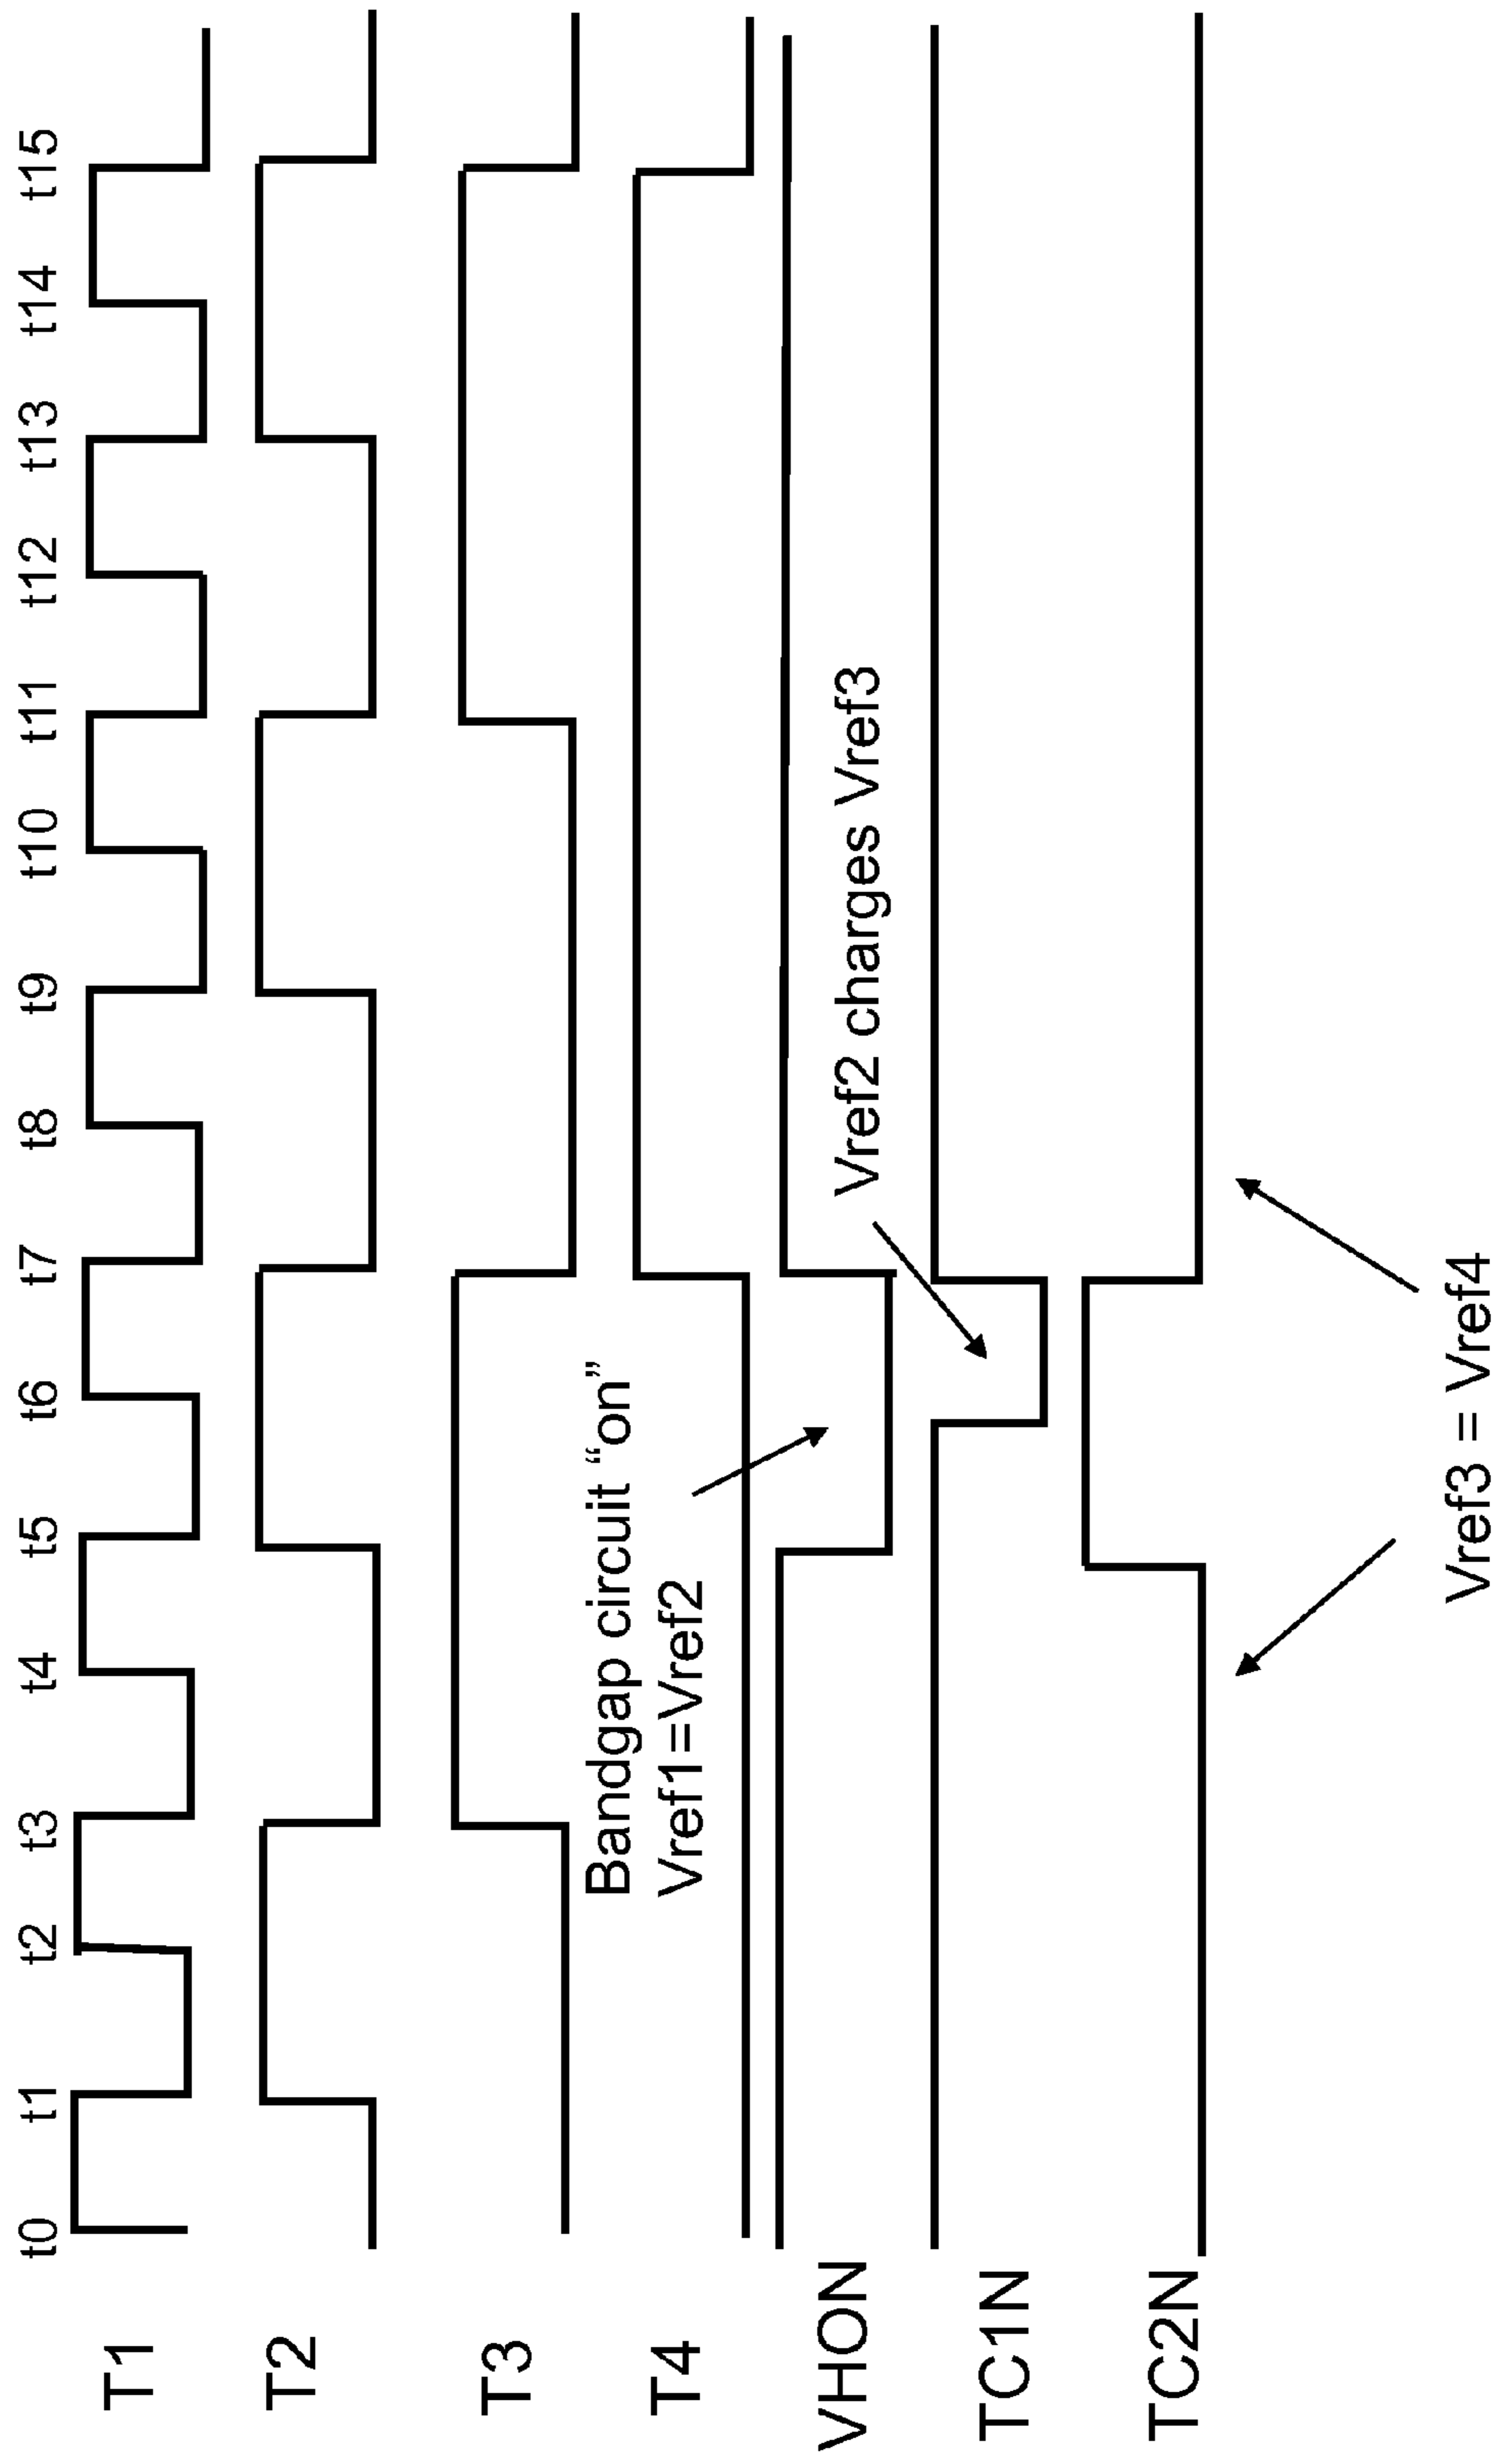 t0 t1 t2 t3 t4 t5 t6 t7 t8 t9 t10 t11 t12 t13 t14 t15
T1
T2
T3
Bandgap circuit “on”
Vref1=Vref2
T4
VHON
Vref2 charges Vref3
TC1N
TC2N
Vref3 = Vref4